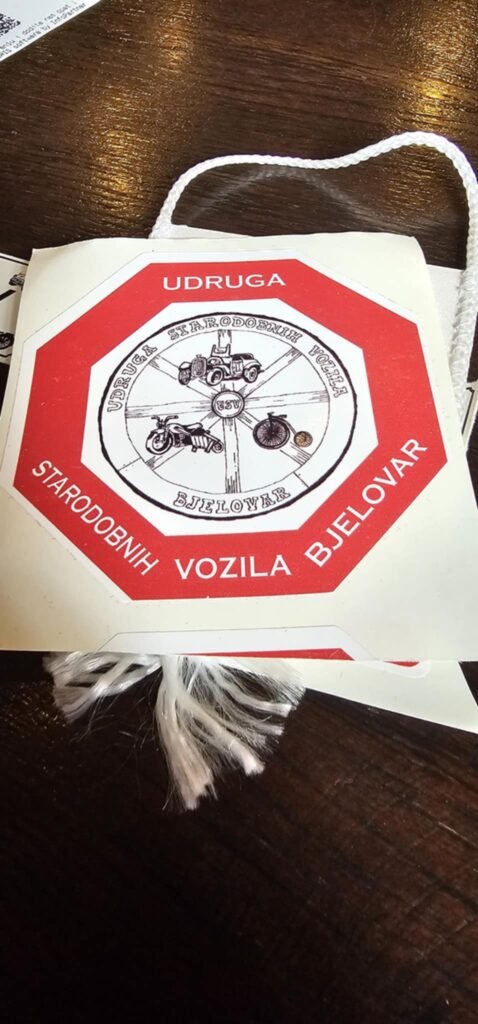 UDRUGA
STARODOBNIH VOZILA BJELOVAR
UDRUGA STARODOBNIH VOZILA
USV
BJELOVAR